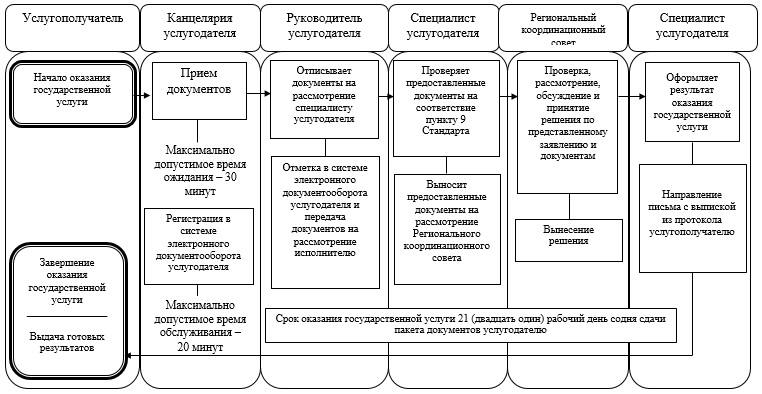 Услугополучатель
Канцелярия
услугодателя
Руководитель
услугодателя
Специалист
услугодателя
Региональный
координационный
совет
Специалист
услугодателя
Начало оказания
государственной
услуги
Завершение
оказания
государственной
услуги
Выдача готовых
результатов
Прием
документов
Максимально
допустимое время
ожидания – 30
минут
Регистрация в
системе
электронного
документооборота
услугодателя
Максимально
допустимое время
обслуживания –
20 минут
Отписывает
документы на
рассмотрение
специалисту
услугодателя
Отметка в системе
электронного
документооборота
услугодателя и
передача
документов на
рассмотрение
исполнителю
Проверяет
предоставленные
документы на
соответствие
пункту 9
Стандарта
Выносит
предоставленные
документы на
рассмотрение
Регионального
координационного
совета
Проверка,
рассмотрение,
обсуждение и
принятие
решения по
представленному
заявлению и
документам
Вынесение
решения
Оформляет
результат
оказания
государственной
услуги
Направление
письма с выпиской
из протокола
услугополучателю
Срок оказания государственной услуги 21 (двадцать один) рабочий день содня сдачи
пакета документов услугодателю